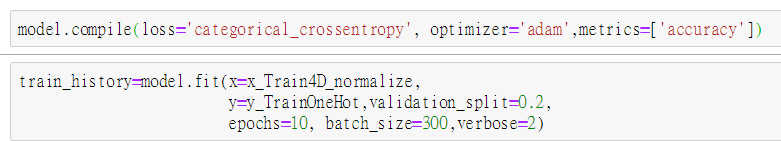 model.compile(loss='categorical_crossentropy', optimizer='adam',metrics=['accuracy'])
train_history=model.fit(x=x_Train4D_normalize,
y=y_TrainOneHot,validation_split=0.2,
epochs=10, batch_size=300,verbose=2)